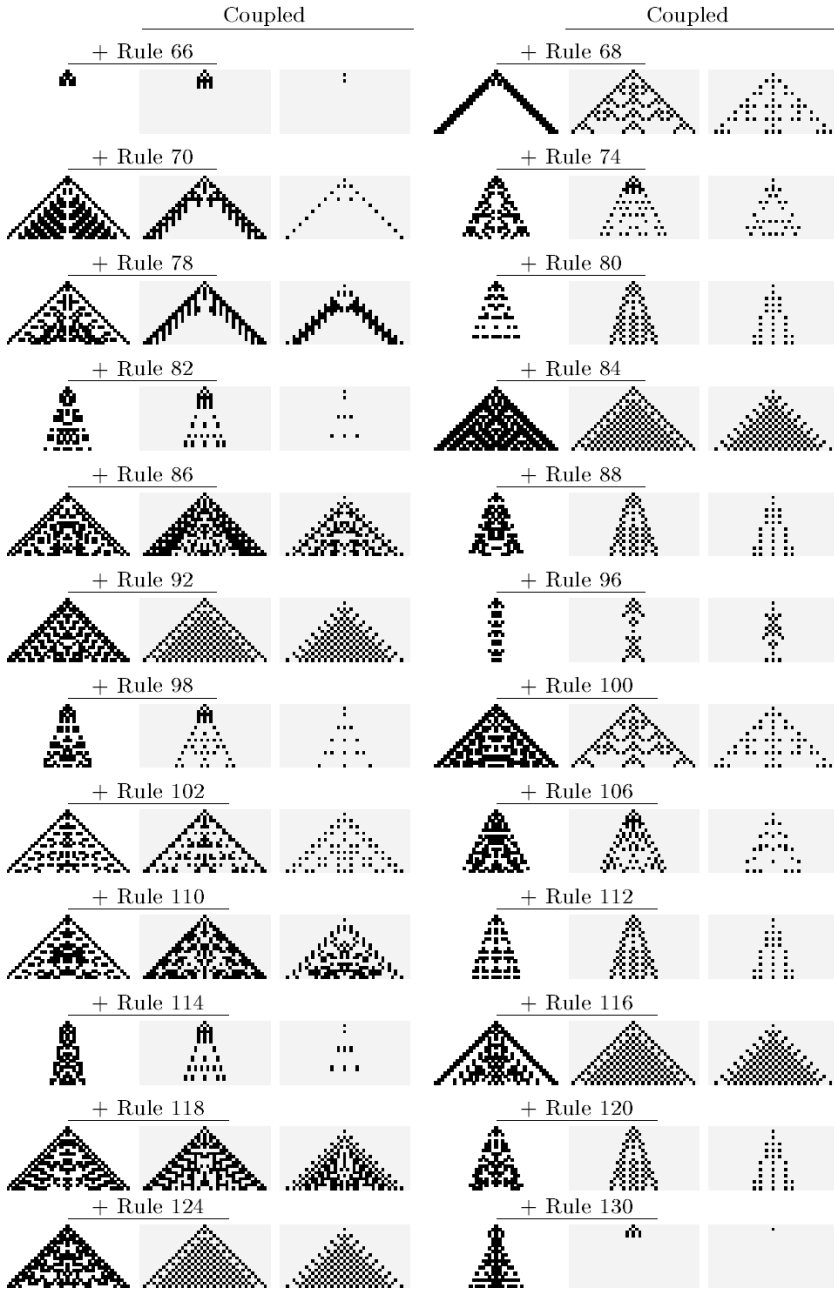 Coupled Coupled
+ Rule 66 + Rule 68
+ Rule 70 + Rule 74
+ Rule 78 + Rule 80
+ Rule 82 + Rule 84
+ Rule 86 + Rule 88
+ Rule 92 + Rule 96
+ Rule 98 + Rule 100
+ Rule 102 + Rule 106
+ Rule 110 + Rule 112
+ Rule 114 + Rule 116
+ Rule 118 + Rule 120
+ Rule 124 + Rule 130